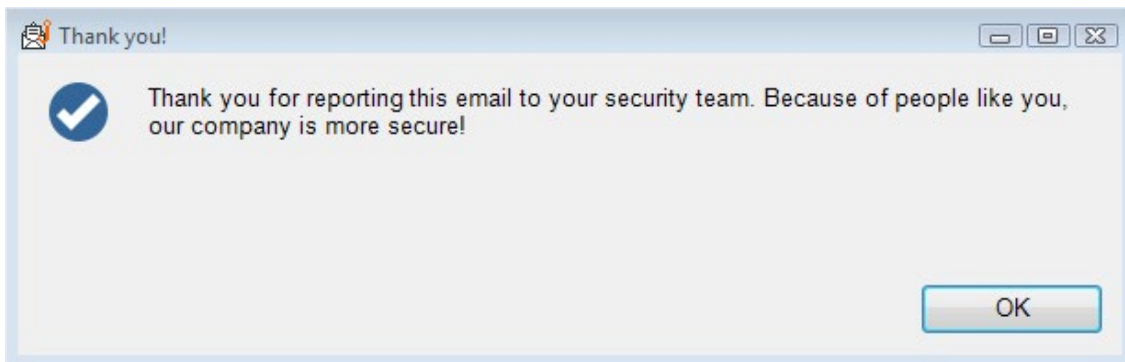 Thank you!
Thank you for reporting this email to your security team. Because of people like you,
our company is more secure!
OK